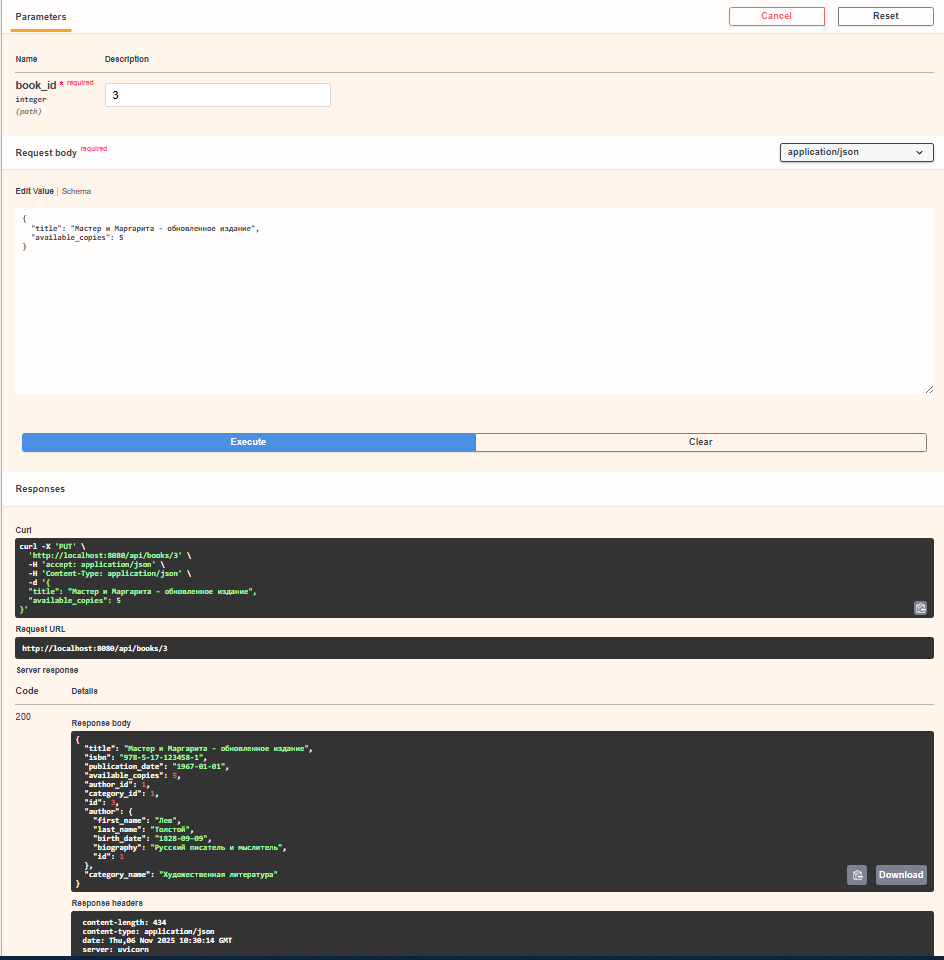 Parameters
Cancel
Reset
Name
Description
book_id * required
integer
(path)
3
Request body required
application/json
Edit Value | Schema
{
  "title": "Мастер и Маргарита - обновленное издание",
  "available_copies": 5
}
Execute
Clear
Responses
Curl
curl -X 'PUT' \
  'http://localhost:8080/api/books/3' \
  -H 'accept: application/json' \
  -H 'Content-Type: application/json' \
  -d '{
  "title": "Мастер и Маргарита - обновленное издание",
  "available_copies": 5
}'
Request URL
http://localhost:8080/api/books/3
Server response
Code
Details
200
Response body
{
  "title": "Мастер и Маргарита - обновленное издание",
  "isbn": "978-5-17-123458-1",
  "publication_date": "1967-01-01",
  "available_copies": 5,
  "author_id": 1,
  "category_id": 1,
  "id": 3,
  "author": {
    "first_name": "Лев",
    "last_name": "Толстой",
    "birth_date": "1828-09-09",
    "biography": "Русский писатель и мыслитель",
    "id": 1
  },
  "category_name": "Художественная литература"
}
Download
Response headers
content-length: 434
content-type: application/json
date: Thu,06 Nov 2025 10:30:14 GMT
server: uvicorn